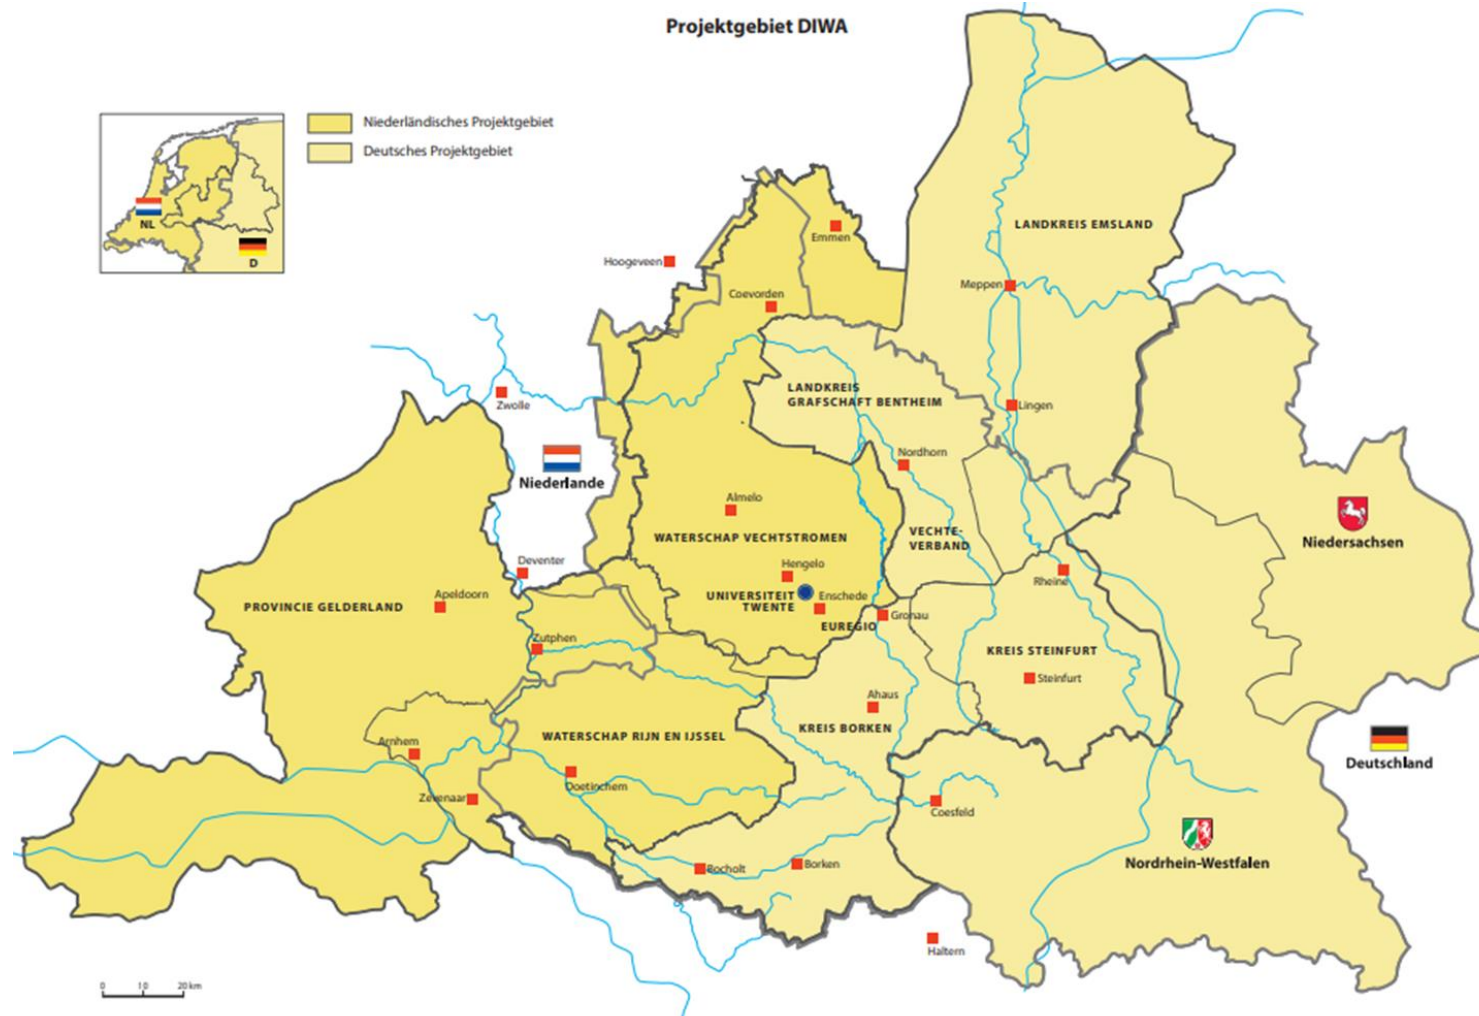 Projektgebiet DIWA
Niederländisches Projektgebiet
Deutsches Projektgebiet
NL
D
LANDKREIS EMSLAND
Emmen
Hoogeveen
Meppen
Coevorden
LANDKREIS
GRAFSCHAFT BENTHEIM
Zwolle
Lingen
Nordhorn
Niederlande
Almelo
WATERSCHAP VECHTSTROMEN
VECHTE-
VERBAND
Niedersachsen
Deventer
Hengelo
Rheine
Apeldoorn
UNIVERSITEIT
TWENTE
Enschede
PROVINCIE GELDERLAND
EUREGIO
Gronau
Zutphen
KREIS STEINFURT
Steinfurt
Ahaus
KREIS BORKEN
WATERSCHAP RIJN EN IJSSEL
Arnhem
Deutschland
Doetinchem
Zevenaar
Coesfeld
Nordrhein-Westfalen
Bocholt
Borken
Haltern
0 10 20 km